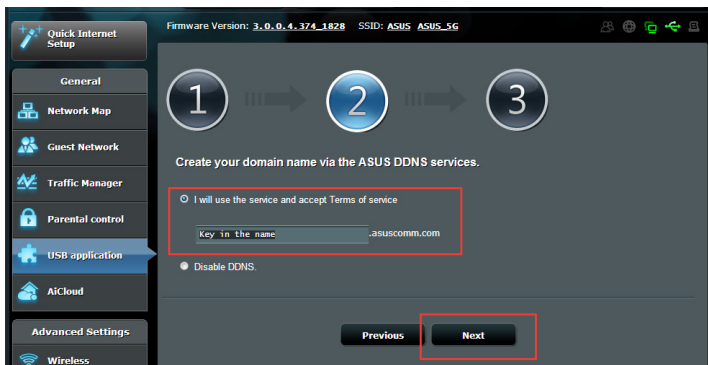 Quick Internet
Setup
Firmware Version: 3.0.0.4.374_1828 SSID: ASUS ASUS_5G
General
Network Map
Guest Network
Traffic Manager
Parental control
USB application
AiCloud
Advanced Settings
Wireless
1
2
3
Create your domain name via the ASUS DDNS services.
I will use the service and accept Terms of service
Key in the name .asuscomm.com
Disable DDNS.
Previous Next